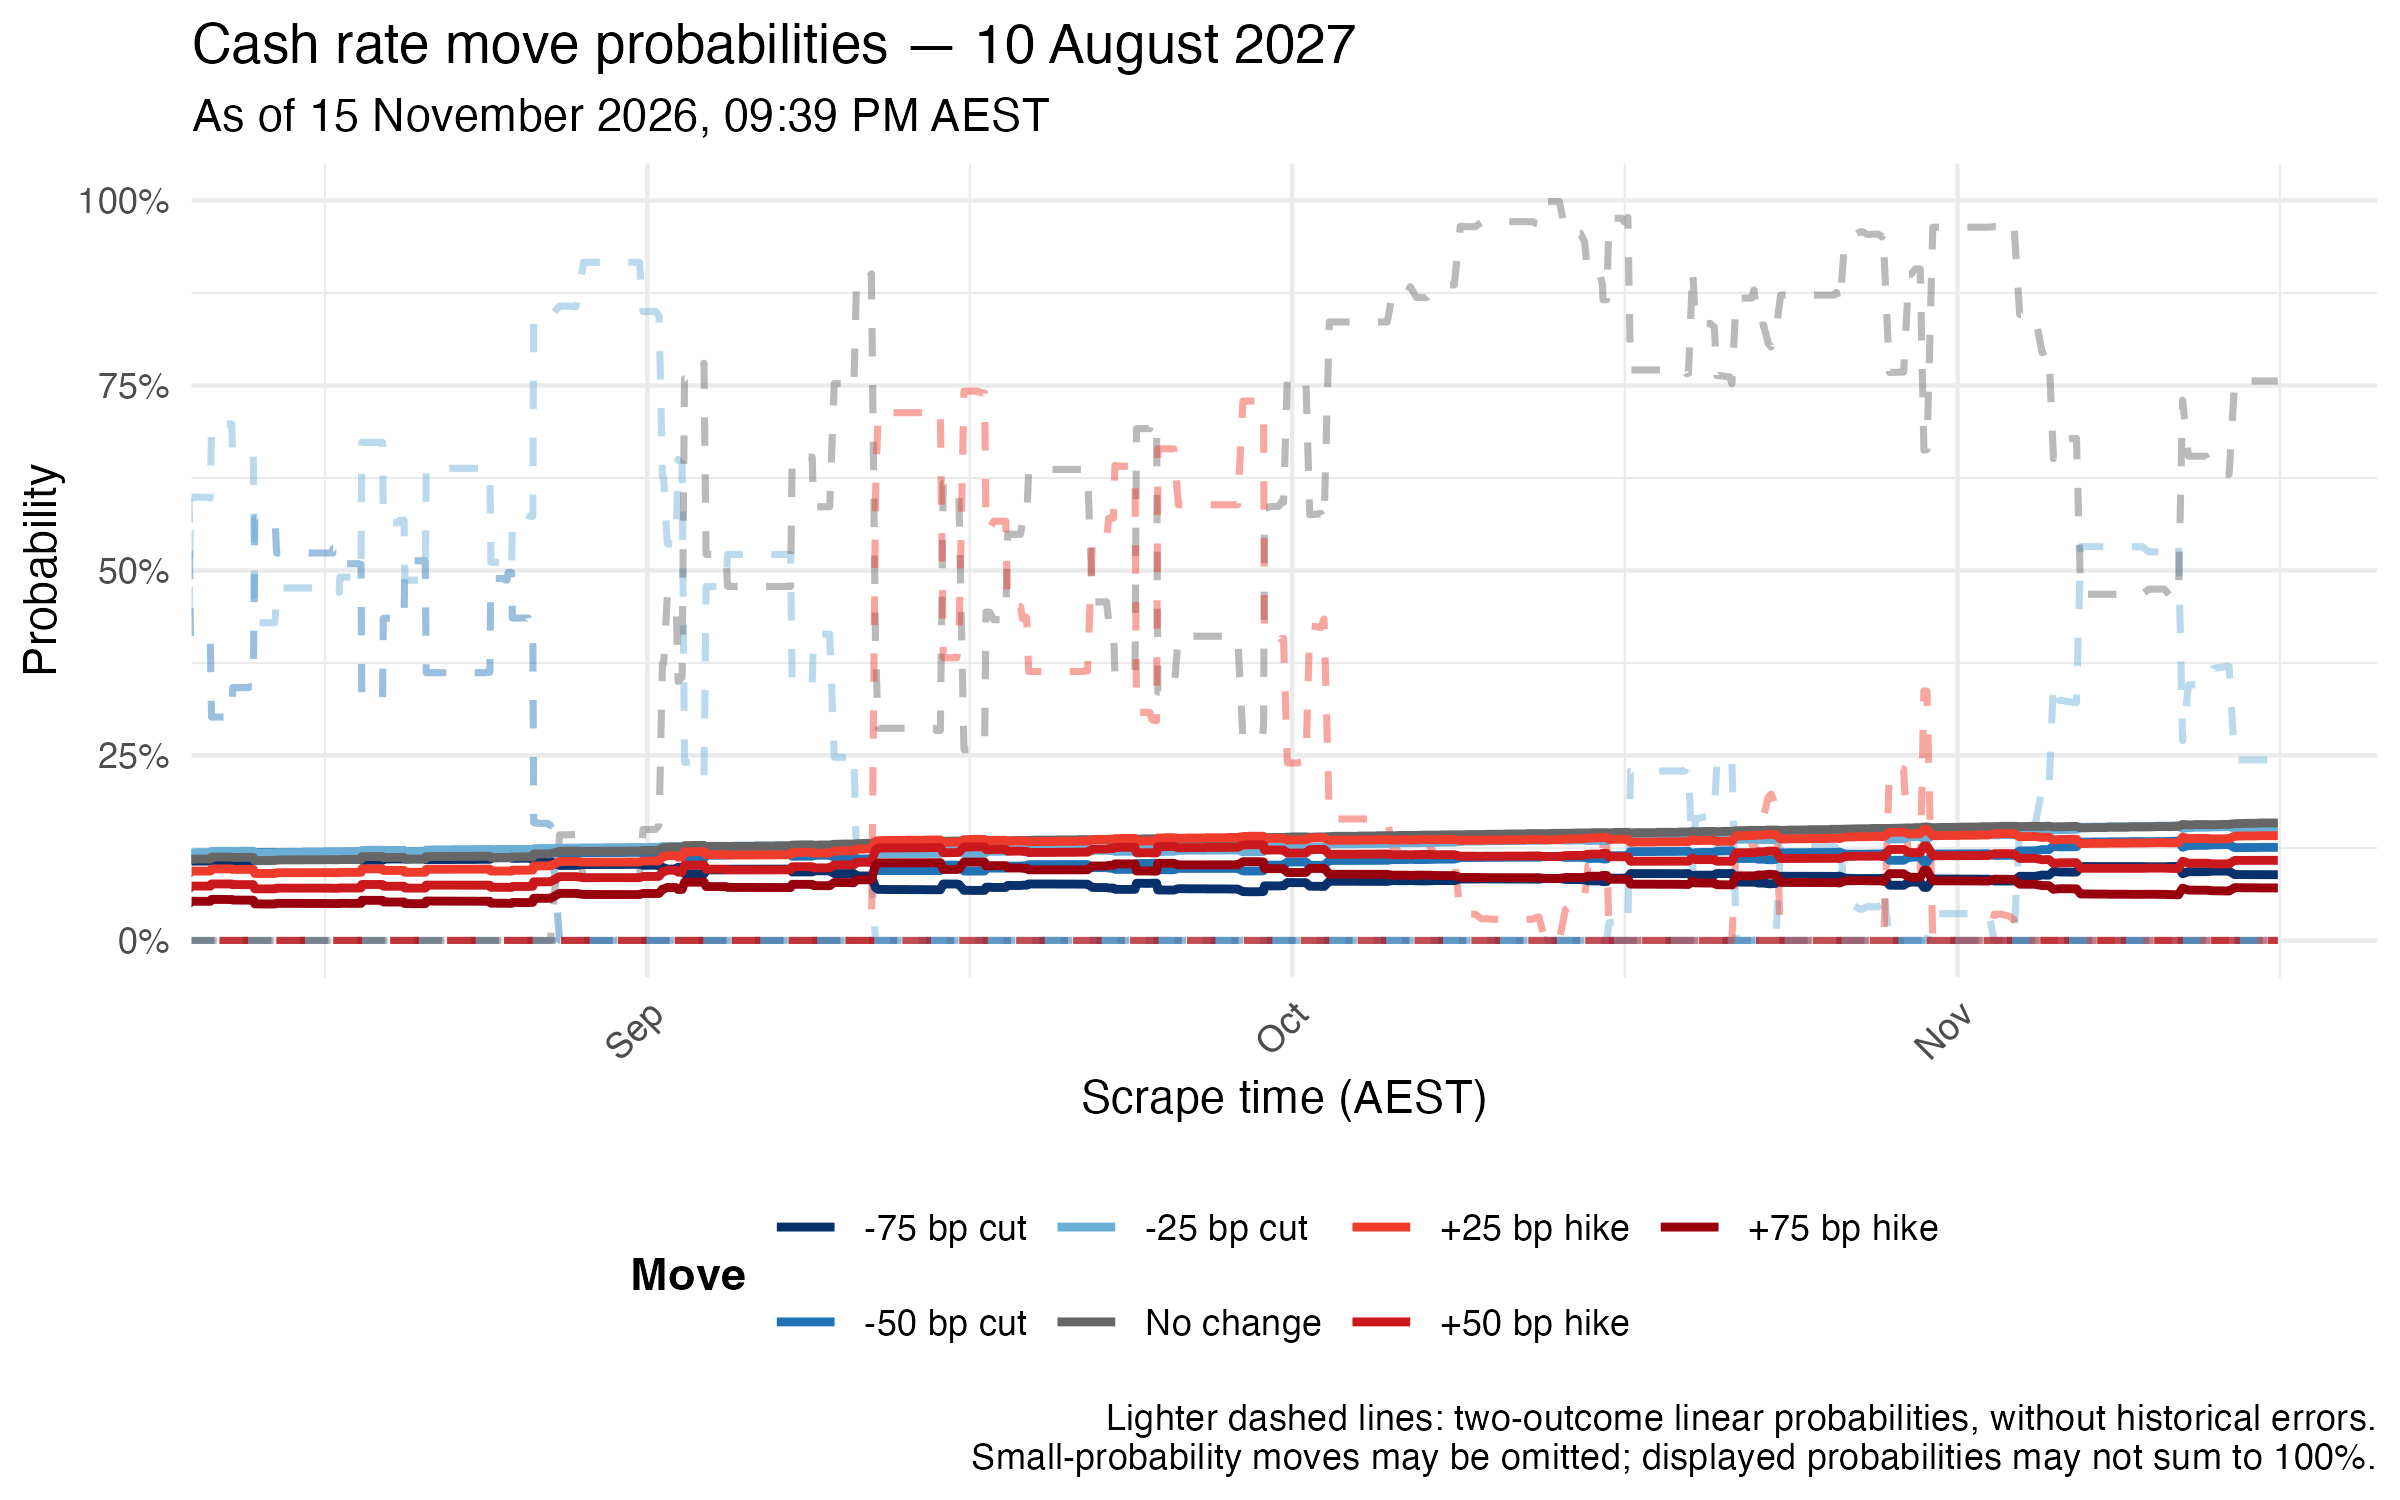 Cash rate move probabilities — 10 August 2027
As of 15 November 2026, 09:39 PM AEST
Probability
100%
75%
50%
25%
0%
Sep
Oct
Nov
Scrape time (AEST)
Move
-75 bp cut
-25 bp cut
+25 bp hike
+75 bp hike
-50 bp cut
No change
+50 bp hike
Lighter dashed lines: two-outcome linear probabilities, without historical errors.
Small-probability moves may be omitted; displayed probabilities may not sum to 100%.